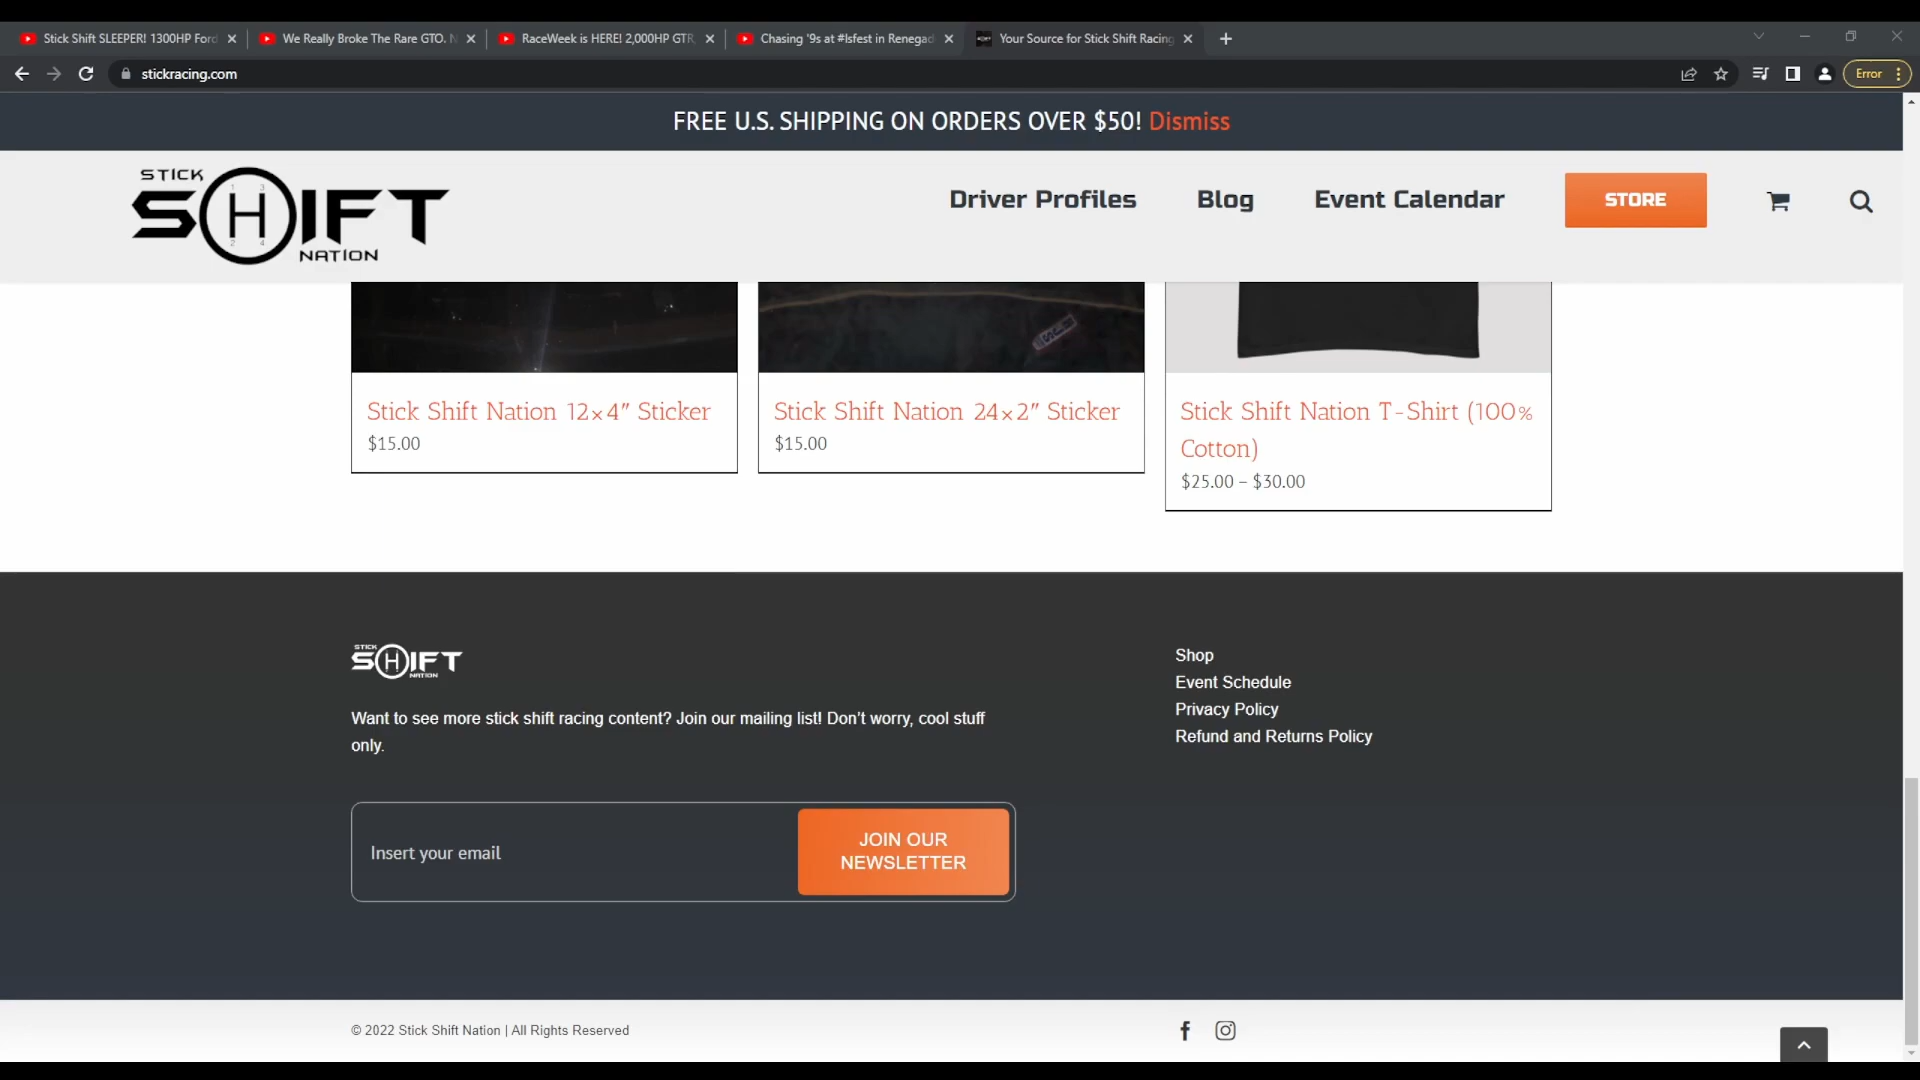 Stick Shift SLEEPER! 1300HP Ford
We Really Broke The Rare GTO. N
RaceWeek is HERE! 2,000HP GTR,
Chasing '9s at #lsfest in Renegad
Your Source for Stick Shift Racing
stickracing.com
Error
FREE U.S. SHIPPING ON ORDERS OVER $50! Dismiss
STICK
SHIFT
NATION
1 3
2 4
Driver Profiles
Blog
Event Calendar
STORE
Stick Shift Nation 12×4″ Sticker
$15.00
Stick Shift Nation 24×2″ Sticker
$15.00
Stick Shift Nation T-Shirt (100%
Cotton)
$25.00 – $30.00
STICK
SHIFT
NATION
Want to see more stick shift racing content? Join our mailing list! Don’t worry, cool stuff
only.
Insert your email
JOIN OUR
NEWSLETTER
Shop
Event Schedule
Privacy Policy
Refund and Returns Policy
© 2022 Stick Shift Nation | All Rights Reserved